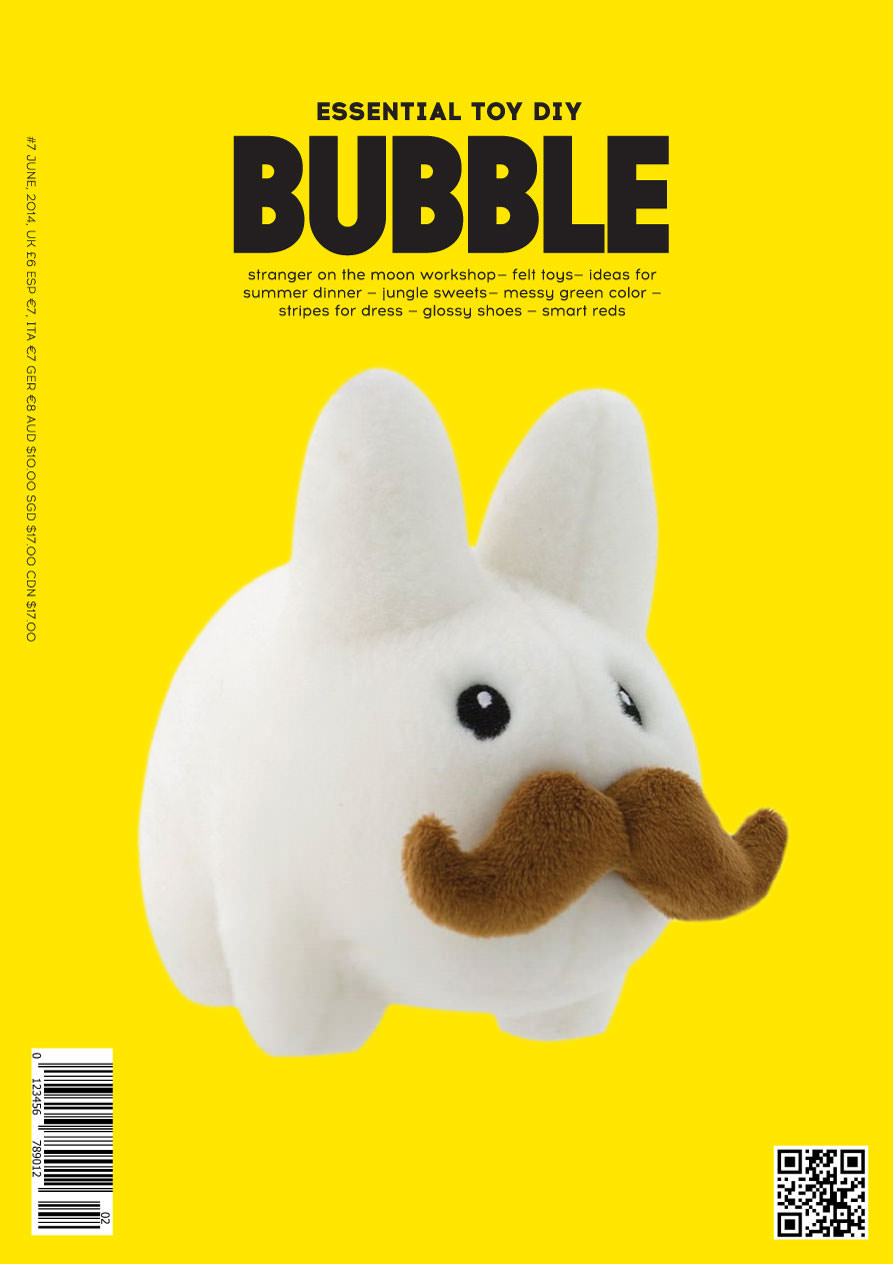 ESSENTIAL TOY DIY
BUBBLE
stranger on the moon workshop– felt toys– ideas for
summer dinner – jungle sweets– messy green color –
stripes for dress – glossy shoes – smart reds
#7 JUNE, 2014, UK £6 ESP €7, ITA €7 GER €8 AUD $10.00 SGD $17.00 CDN $17.00
0 123456 789012 02